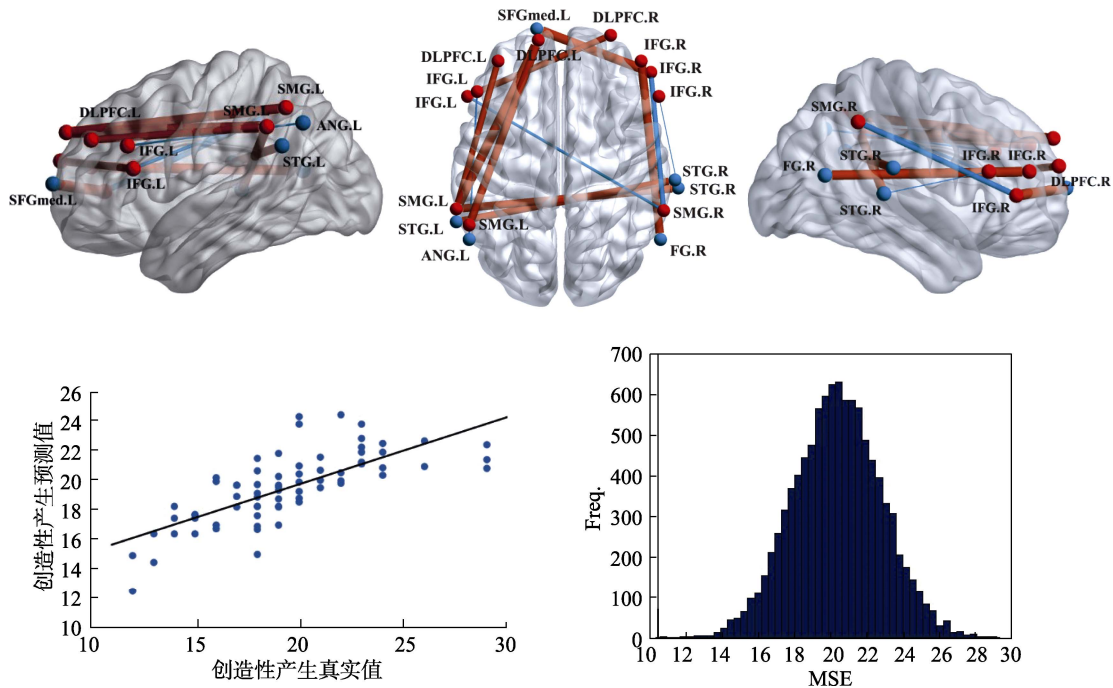 DLPFC.L
SMG.L
SMG.L
ANG.L
IFG.L
STG.L
IFG.L
SFGmed.L
SFGmed.L
DLPFC.R
DLPFC.L
DLPFC.L
IFG.R
IFG.L
IFG.R
IFG.L
IFG.R
STG.R
STG.R
SMG.L
SMG.R
STG.L
SMG.L
ANG.L
FG.R
SMG.R
FG.R
STG.R
IFG.R
IFG.R
DLPFC.R
STG.R
IFG.R
26
24
22
20
18
16
14
12
10
10
15
20
25
30
创造性产生预测值
创造性产生真实值
700
600
500
400
300
200
100
0
10
12
14
16
18
20
22
24
26
28
30
Freq.
MSE